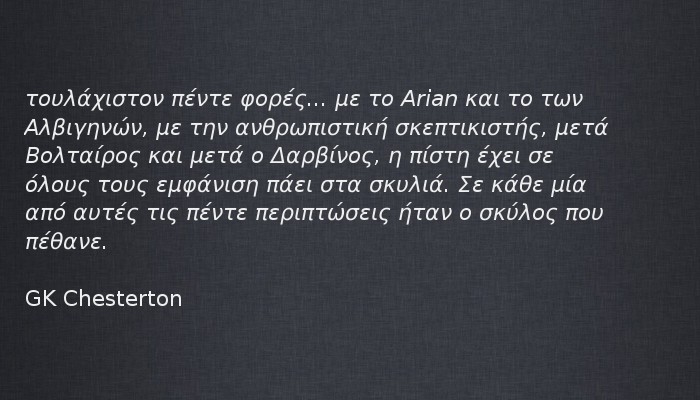 τουλάχιστον πέντε φορές... με το Arian και το των
Αλβιγηνών, με την ανθρωπιστική σκεπτικιστής, μετά
Βολταίρος και μετά ο Δαρβίνος, η πίστη έχει σε
όλους τους εμφάνιση πάει στα σκυλιά. Σε κάθε μία
από αυτές τις πέντε περιπτώσεις ήταν ο σκύλος που
πέθανε.
GK Chesterton